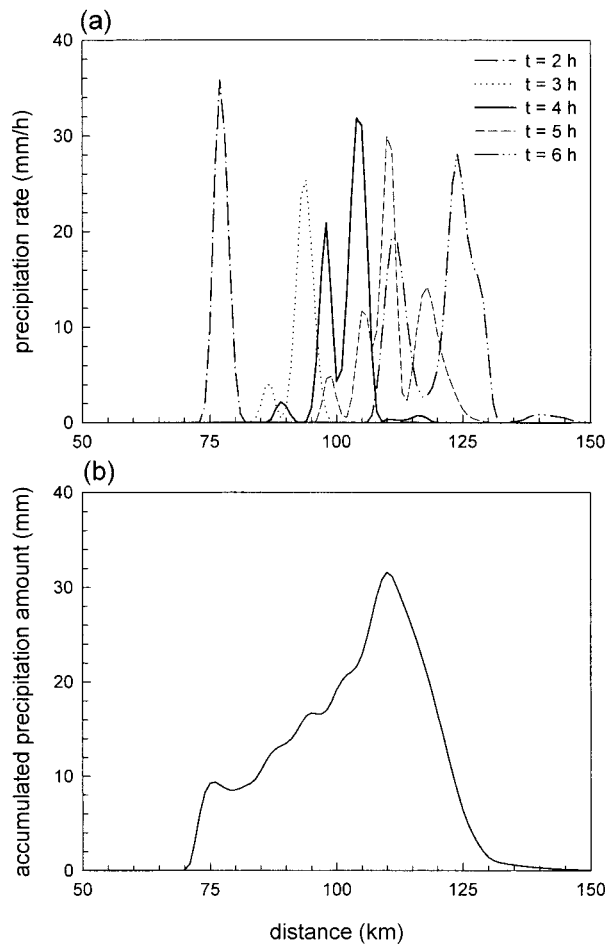 (a)
precipitation rate (mm/h)
40
30
20
10
0
t = 2 h
t = 3 h
t = 4 h
t = 5 h
t = 6 h
50 75 100 125 150
(b)
accumulated precipitation amount (mm)
40
30
20
10
0
50 75 100 125 150
distance (km)